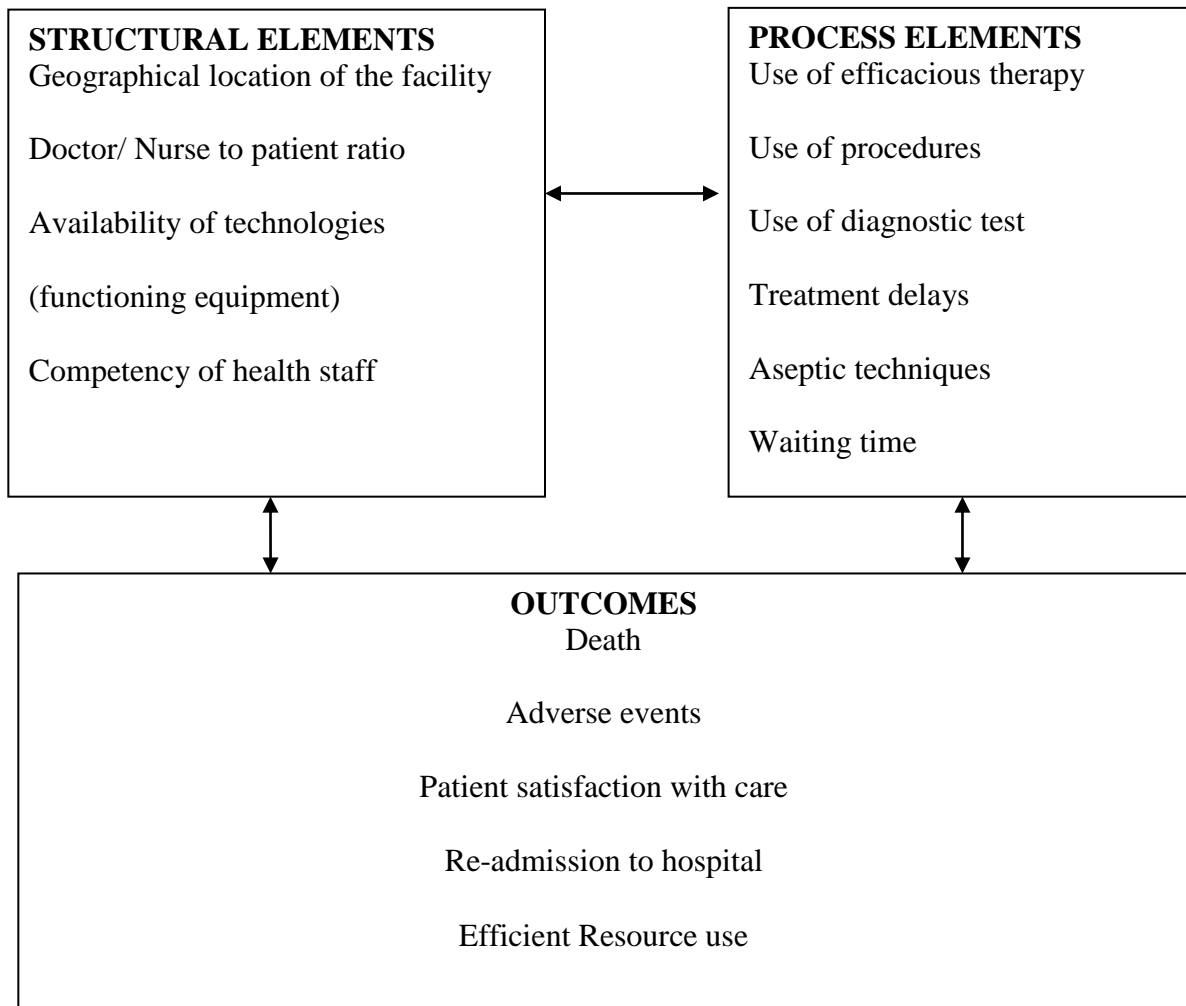 STRUCTURAL ELEMENTS
Geographical location of the facility
Doctor/ Nurse to patient ratio
Availability of technologies
(functioning equipment)
Competency of health staff
PROCESS ELEMENTS
Use of efficacious therapy
Use of procedures
Use of diagnostic test
Treatment delays
Aseptic techniques
Waiting time
OUTCOMES
Death
Adverse events
Patient satisfaction with care
Re-admission to hospital
Efficient Resource use